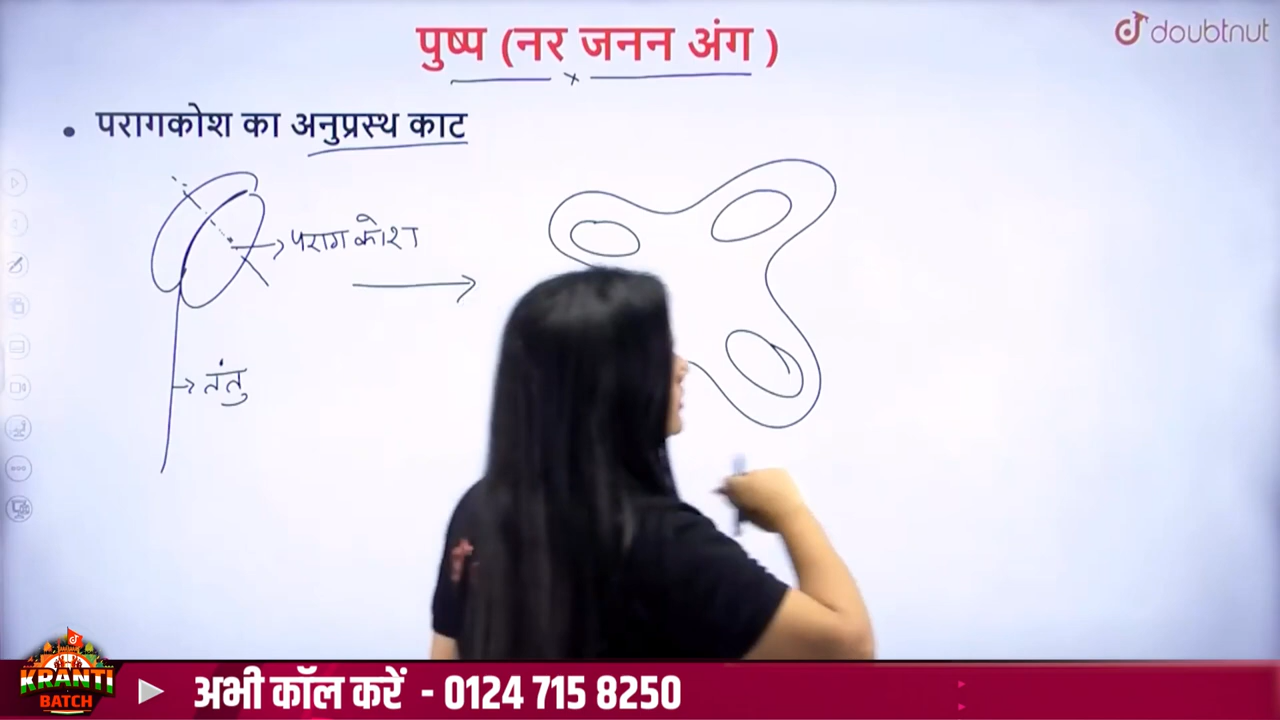 पुष्प (नर जनन अंग )
doubtnut
• परागकोश का अनुप्रस्थ काट
परागकोश
तंतु
KRANTI
BATCH
अभी कॉल करें - 0124 715 8250